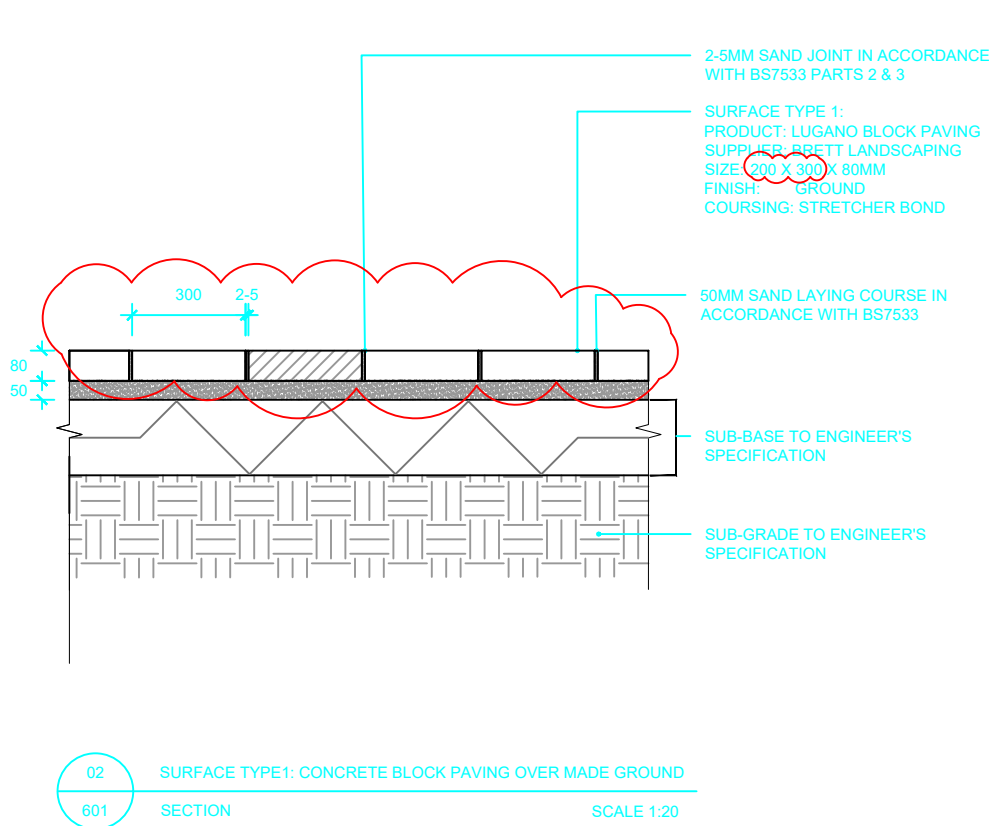 2-5MM SAND JOINT IN ACCORDANCE
WITH BS7533 PARTS 2 & 3
SURFACE TYPE 1:
PRODUCT: LUGANO BLOCK PAVING
SUPPLIER: BRETT LANDSCAPING
SIZE: 200 X 300 X 80MM
FINISH: GROUND
COURSING: STRETCHER BOND
300 2-5
50MM SAND LAYING COURSE IN
ACCORDANCE WITH BS7533
80
50
SUB-BASE TO ENGINEER'S
SPECIFICATION
SUB-GRADE TO ENGINEER'S
SPECIFICATION
02 SURFACE TYPE1: CONCRETE BLOCK PAVING OVER MADE GROUND
601 SECTION SCALE 1:20